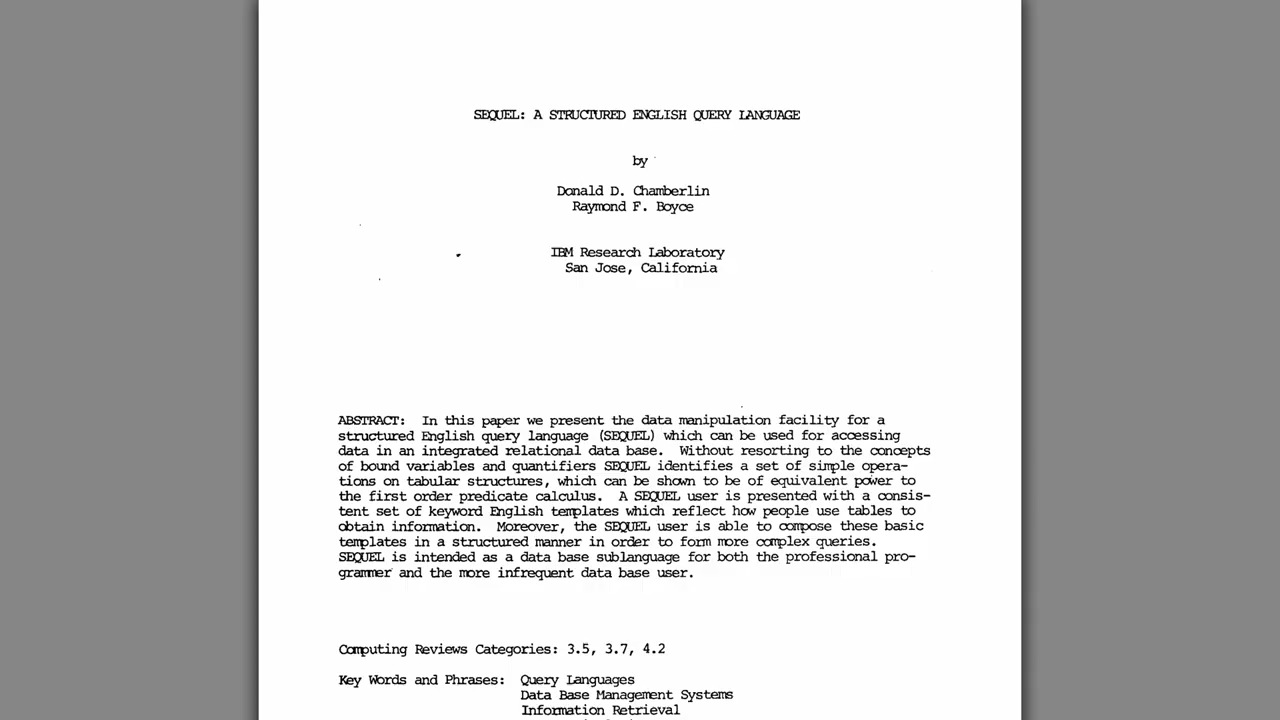 SEQUEL: A STRUCTURED ENGLISH QUERY LANGUAGE
by
Donald D. Chamberlin
Raymond F. Boyce
IBM Research Laboratory
San Jose, California
ABSTRACT: In this paper we present the data manipulation facility for a
structured English query language (SEQUEL) which can be used for accessing
data in an integrated relational data base. Without resorting to the concepts
of bound variables and quantifiers SEQUEL identifies a set of simple opera-
tions on tabular structures, which can be shown to be of equivalent power to
the first order predicate calculus. A SEQUEL user is presented with a consis-
tent set of keyword English templates which reflect how people use tables to
obtain information. Moreover, the SEQUEL user is able to compose these basic
templates in a structured manner in order to form more complex queries.
SEQUEL is intended as a data base sublanguage for both the professional pro-
grammer and the more infrequent data base user.
Computing Reviews Categories: 3.5, 3.7, 4.2
Key Words and Phrases: Query Languages
Data Base Management Systems
Information Retrieval